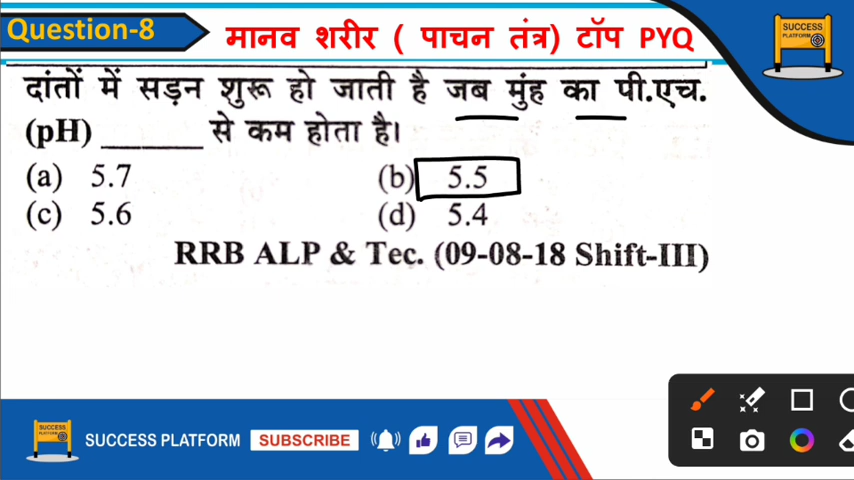 Question-8
मानव शरीर ( पाचन तंत्र) टॉप PYQ
SUCCESS
PLATFORM
दांतों में सड़न शुरू हो जाती है जब मुंह का पी.एच.
(pH) ______ से कम होता है।
(a) 5.7 (b) 5.5
(c) 5.6 (d) 5.4
RRB ALP & Tec. (09-08-18 Shift-III)
SUCCESS
PLATFORM
SUCCESS PLATFORM SUBSCRIBE